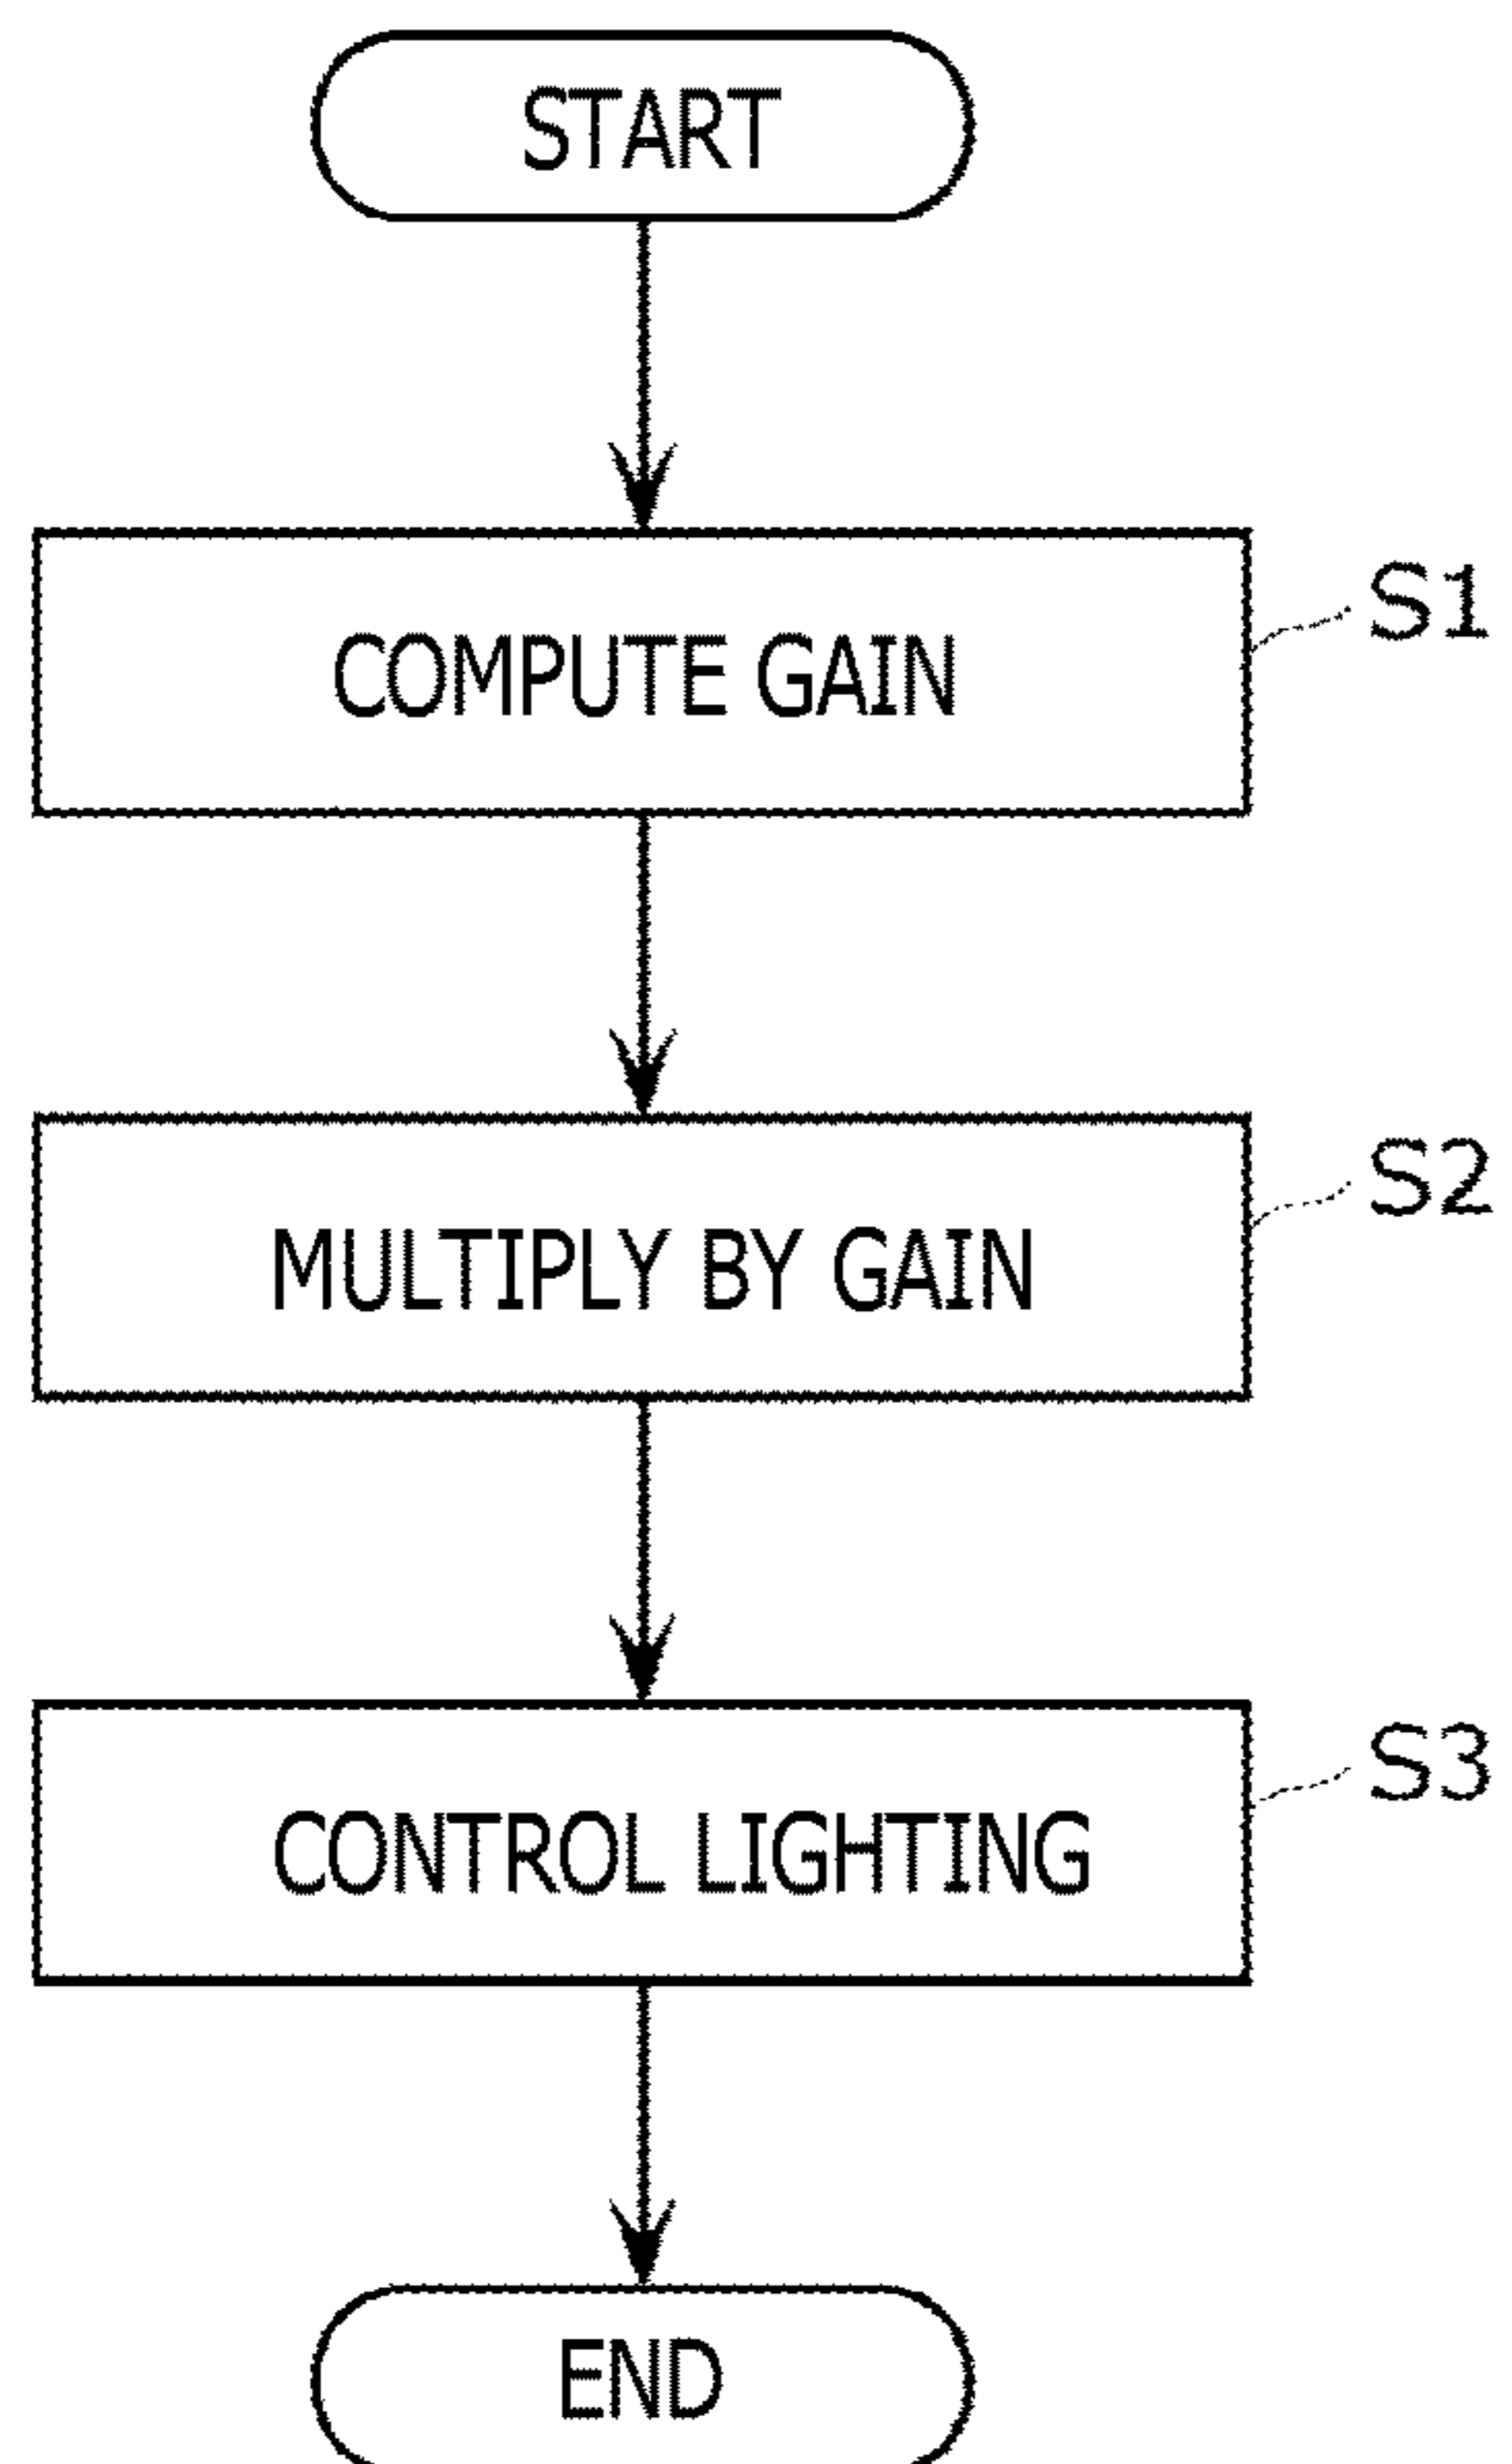 START
COMPUTE GAIN
S1
MULTIPLY BY GAIN
S2
CONTROL LIGHTING
S3
END